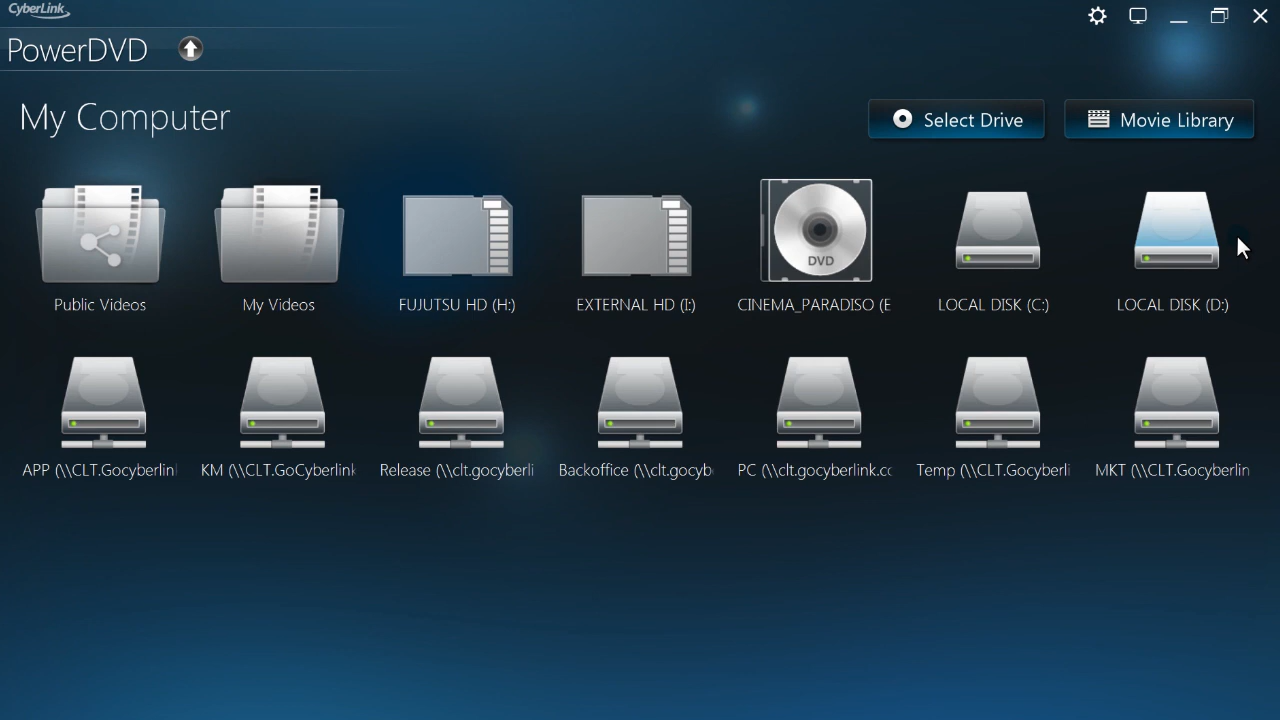 CyberLink
PowerDVD
My Computer
Select Drive
Movie Library
DVD
Public Videos
My Videos
FUJUTSU HD (H:)
EXTERNAL HD (I:)
CINEMA_PARADISO (E
LOCAL DISK (C:)
LOCAL DISK (D:)
APP (\\CLT.Gocyberlin
KM (\\CLT.GoCyberlink
Release (\\clt.gocyberli
Backoffice (\\clt.gocyb
PC (\\clt.gocyberlink.cc
Temp (\\CLT.Gocyberli
MKT (\\CLT.Gocyberlin